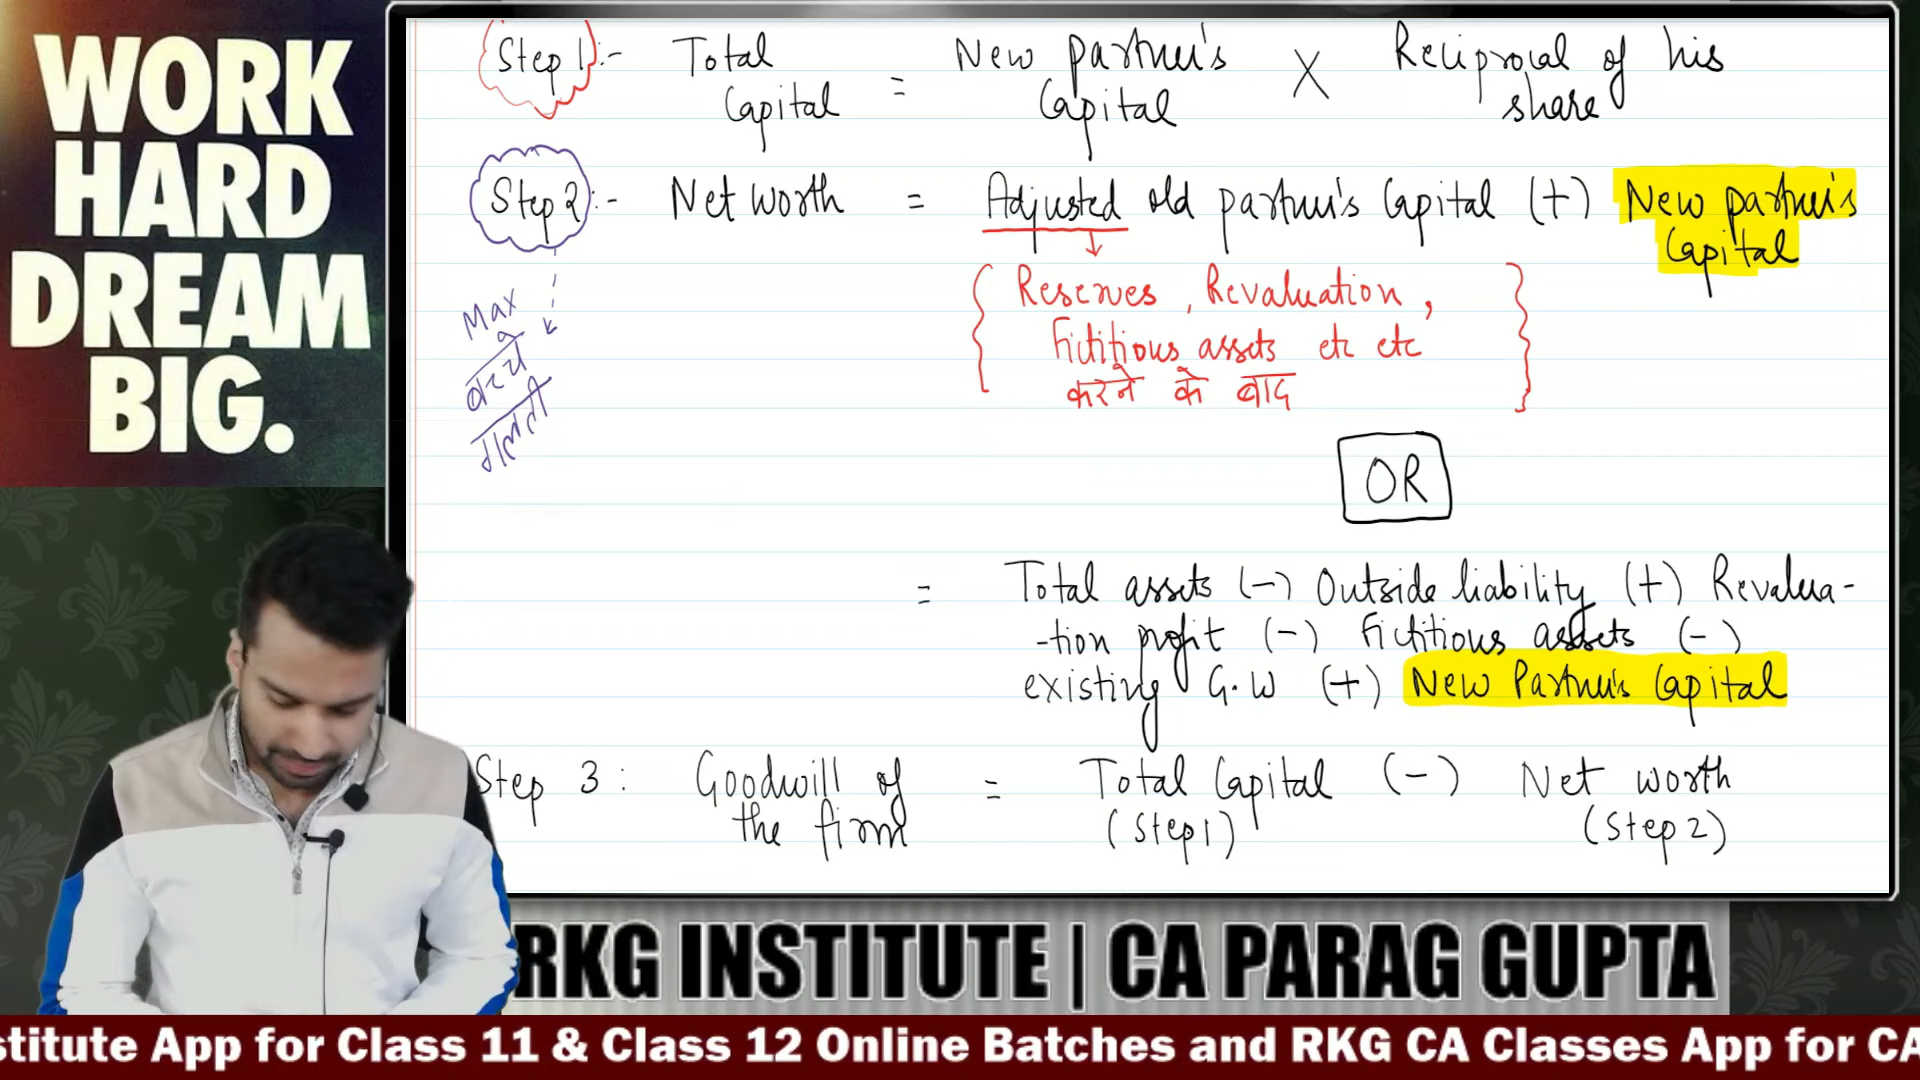 WORK
HARD
DREAM
BIG.
Step 1:- Total Capital = New partner's Capital X Reciprocal of his share
Step 2:- Net worth = Adjusted old partner's Capital (+) New partner's Capital
{ Reserves, Revaluation,
Fictitious assets etc etc
करने के बाद }
Max
बच्चे
गलती
OR
= Total assets (-) Outside liability (+) Revalua-
-tion profit (-) Fictitious assets (-)
existing G.W (+) New Partner's Capital
Step 3: Goodwill of the firm = Total Capital (Step 1) (-) Net worth (Step 2)
RKG INSTITUTE | CA PARAG GUPTA
stitute App for Class 11 & Class 12 Online Batches and RKG CA Classes App for CA